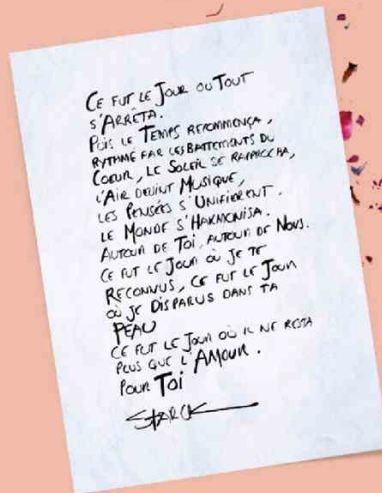 CE FUT LE JOUR OU TOUT
S'ARRÊTA.
PUIS LE TEMPS RECOMMENÇA,
RYTHMÉ PAR LES BATTEMENTS DU
COEUR, LE SOLEIL SE RAPPROCHA,
L'AIR DEVINT MUSIQUE,
LES PENSÉES S'UNIFIERENT.
LE MONDE S'HARMONISA.
AUTOUR DE TOI, AUTOUR DE NOUS.
CE FUT LE JOUR OÙ JE TE
RECONNUS, CE FUT LE JOUR
OÙ JE DISPARUS DANS TA
PEAU
CE FUT LE JOUR OÙ IL NE RESTA
PLUS QUE L'AMOUR.
POUR TOI
STARCK